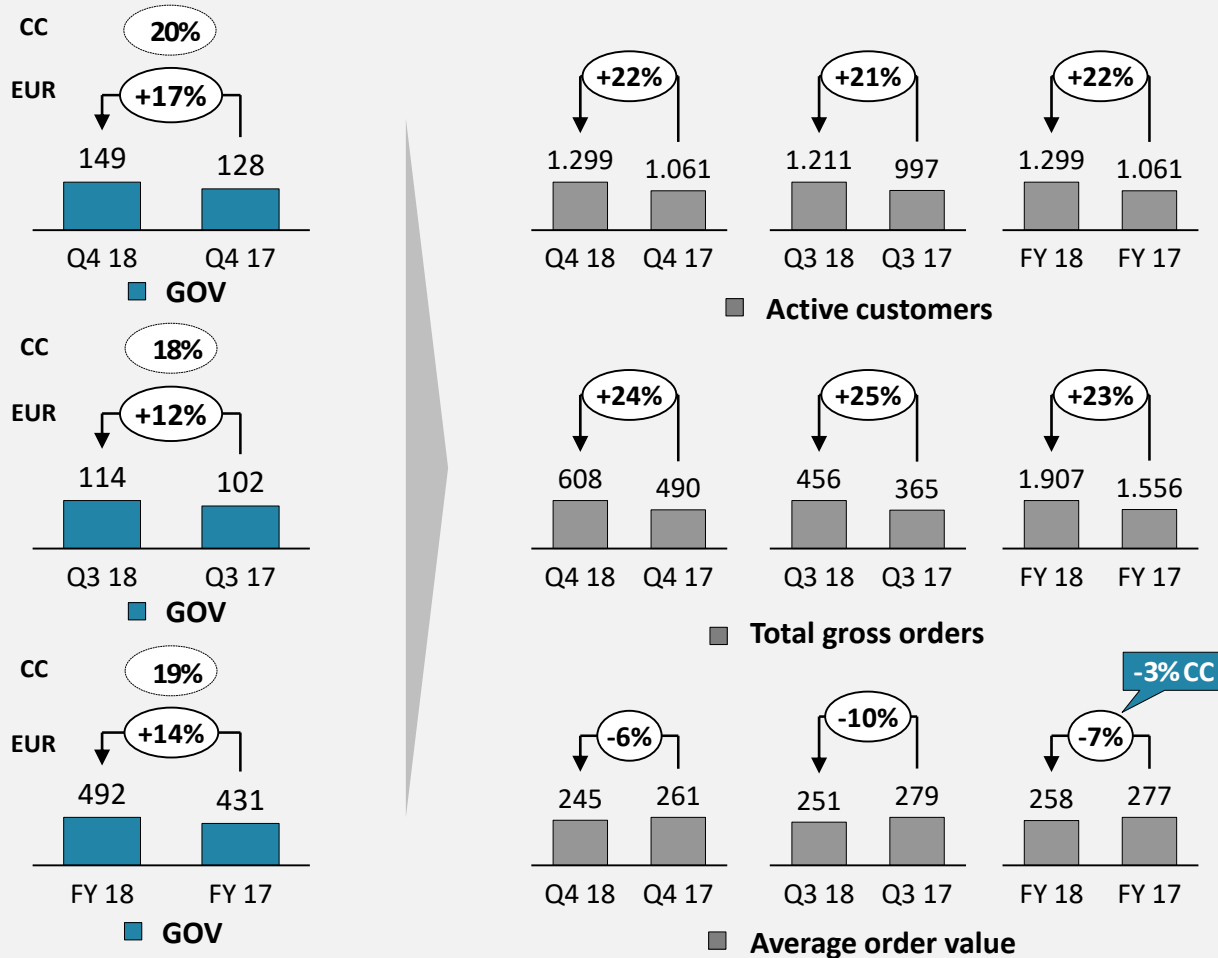 CC
20%
EUR
+17%
149 128
Q4 18 Q4 17
GOV
CC
18%
EUR
+12%
114 102
Q3 18 Q3 17
GOV
CC
19%
EUR
+14%
492 431
FY 18 FY 17
GOV
+22% +21% +22%
1.299 1.061 1.211 997 1.299 1.061
Q4 18 Q4 17 Q3 18 Q3 17 FY 18 FY 17
Active customers
+24% +25% +23%
608 490 456 365 1.907 1.556
Q4 18 Q4 17 Q3 18 Q3 17 FY 18 FY 17
Total gross orders
-3% CC
-6% -10% -7%
245 261 251 279 258 277
Q4 18 Q4 17 Q3 18 Q3 17 FY 18 FY 17
Average order value